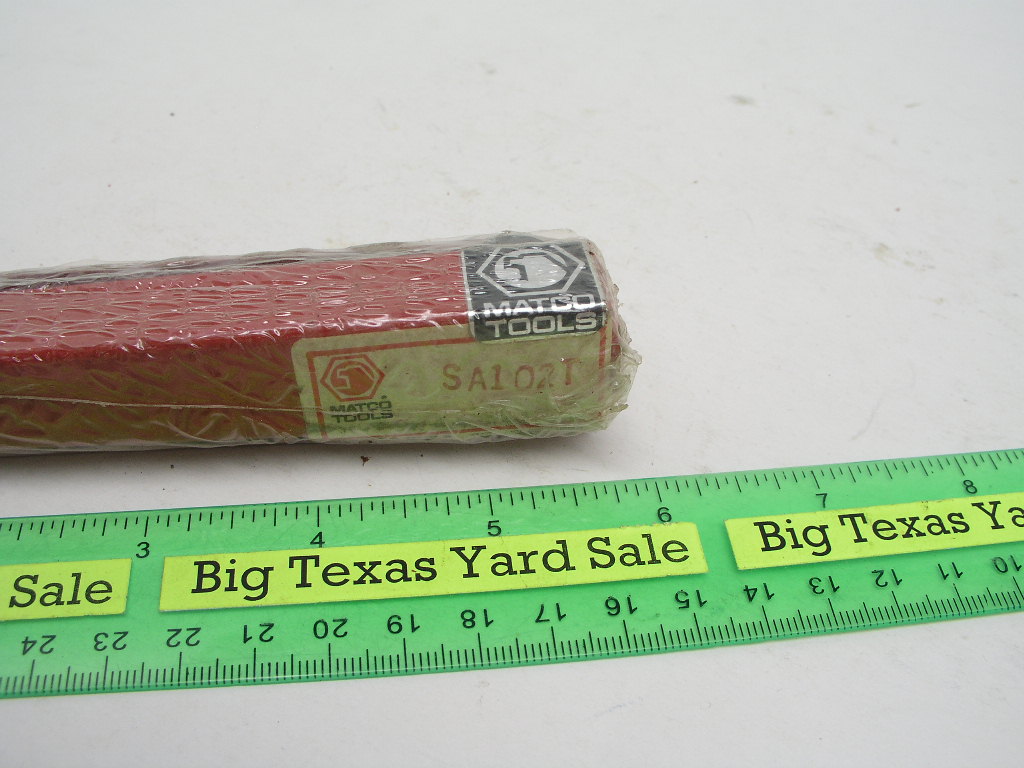 MATCO
TOOLS
SA102T
MATCO®
TOOLS
3 4 5 6 7 8
Sale Big Texas Yard Sale Big Texas Ya
24 23 22 21 20 19 18 17 16 15 14 13 12 11 10